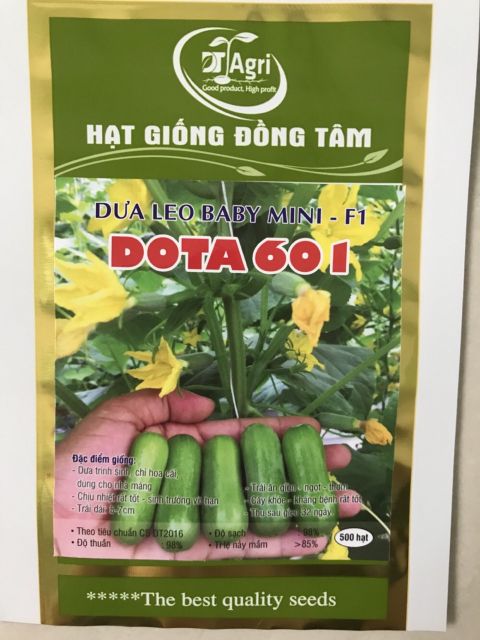 DT Agri
Good product, High profit
HẠT GIỐNG ĐỒNG TÂM
DƯA LEO BABY MINI - F1
DOTA 601
Đặc điểm giống:
- Dưa trinh sinh, chỉ hoa cái,
dùng cho nhà màng
- Chịu nhiệt rất tốt - sinh trưởng vô hạn
- Trái dài 6-7cm
- Trái ăn giòn - ngọt - thơm
- Cây khỏe - kháng bệnh rất tốt
- Thu sau gieo 32 ngày.
• Theo tiêu chuẩn CS ĐT2016
• Độ thuần : 98%
• Độ sạch : 98%
• Tỉ lệ nảy mầm >85%
500 hạt
*****The best quality seeds